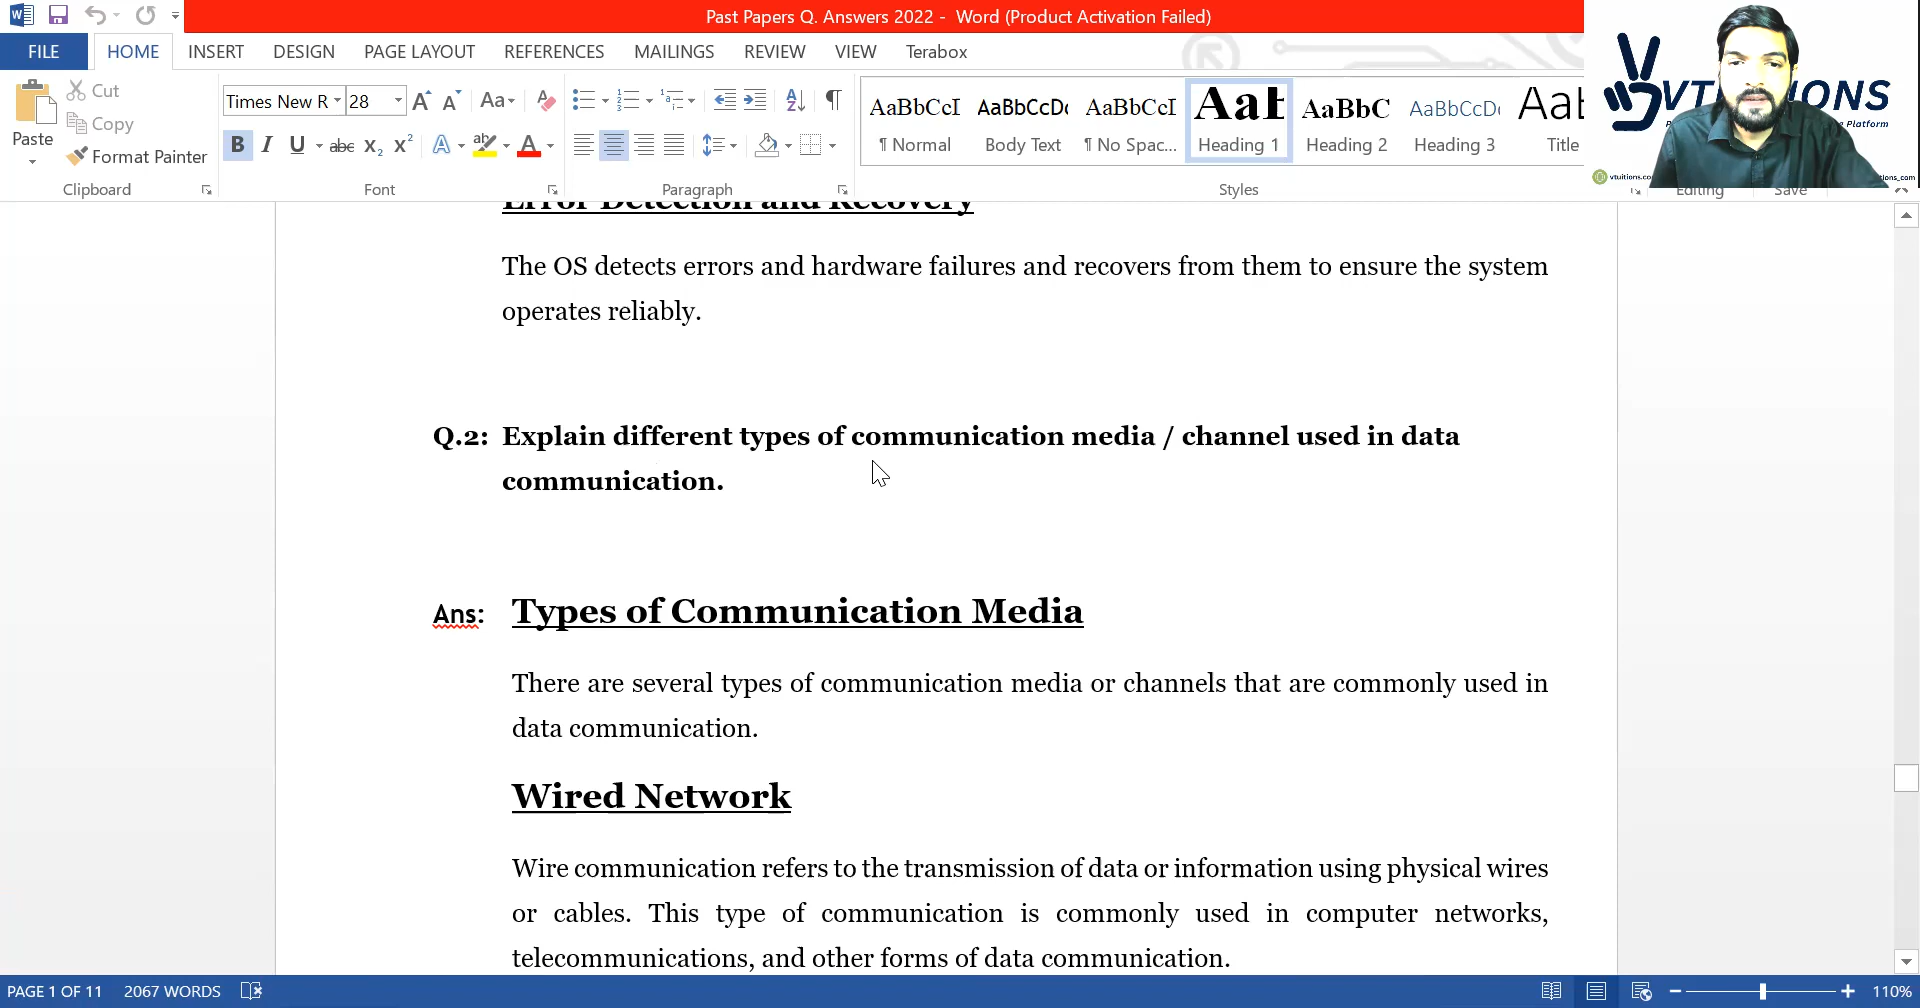 Past Papers Q. Answers 2022 - Word (Product Activation Failed)
FILE HOME INSERT DESIGN PAGE LAYOUT REFERENCES MAILINGS REVIEW VIEW Terabox
Paste
Cut
Copy
Format Painter
Times New R 28
AaBbCcI AaBbCcDc AaBbCcI AaB AaBbC AaBbCcDc Aab
¶ Normal Body Text ¶ No Spac... Heading 1 Heading 2 Heading 3 Title
Clipboard Font Paragraph Styles Editing Save
Platform
Error Detection and Recovery
The OS detects errors and hardware failures and recovers from them to ensure the system
operates reliably.
Q.2: Explain different types of communication media / channel used in data
communication.
Ans: Types of Communication Media
There are several types of communication media or channels that are commonly used in
data communication.
Wired Network
Wire communication refers to the transmission of data or information using physical wires
or cables. This type of communication is commonly used in computer networks,
telecommunications, and other forms of data communication.
PAGE 1 OF 11 2067 WORDS 110%